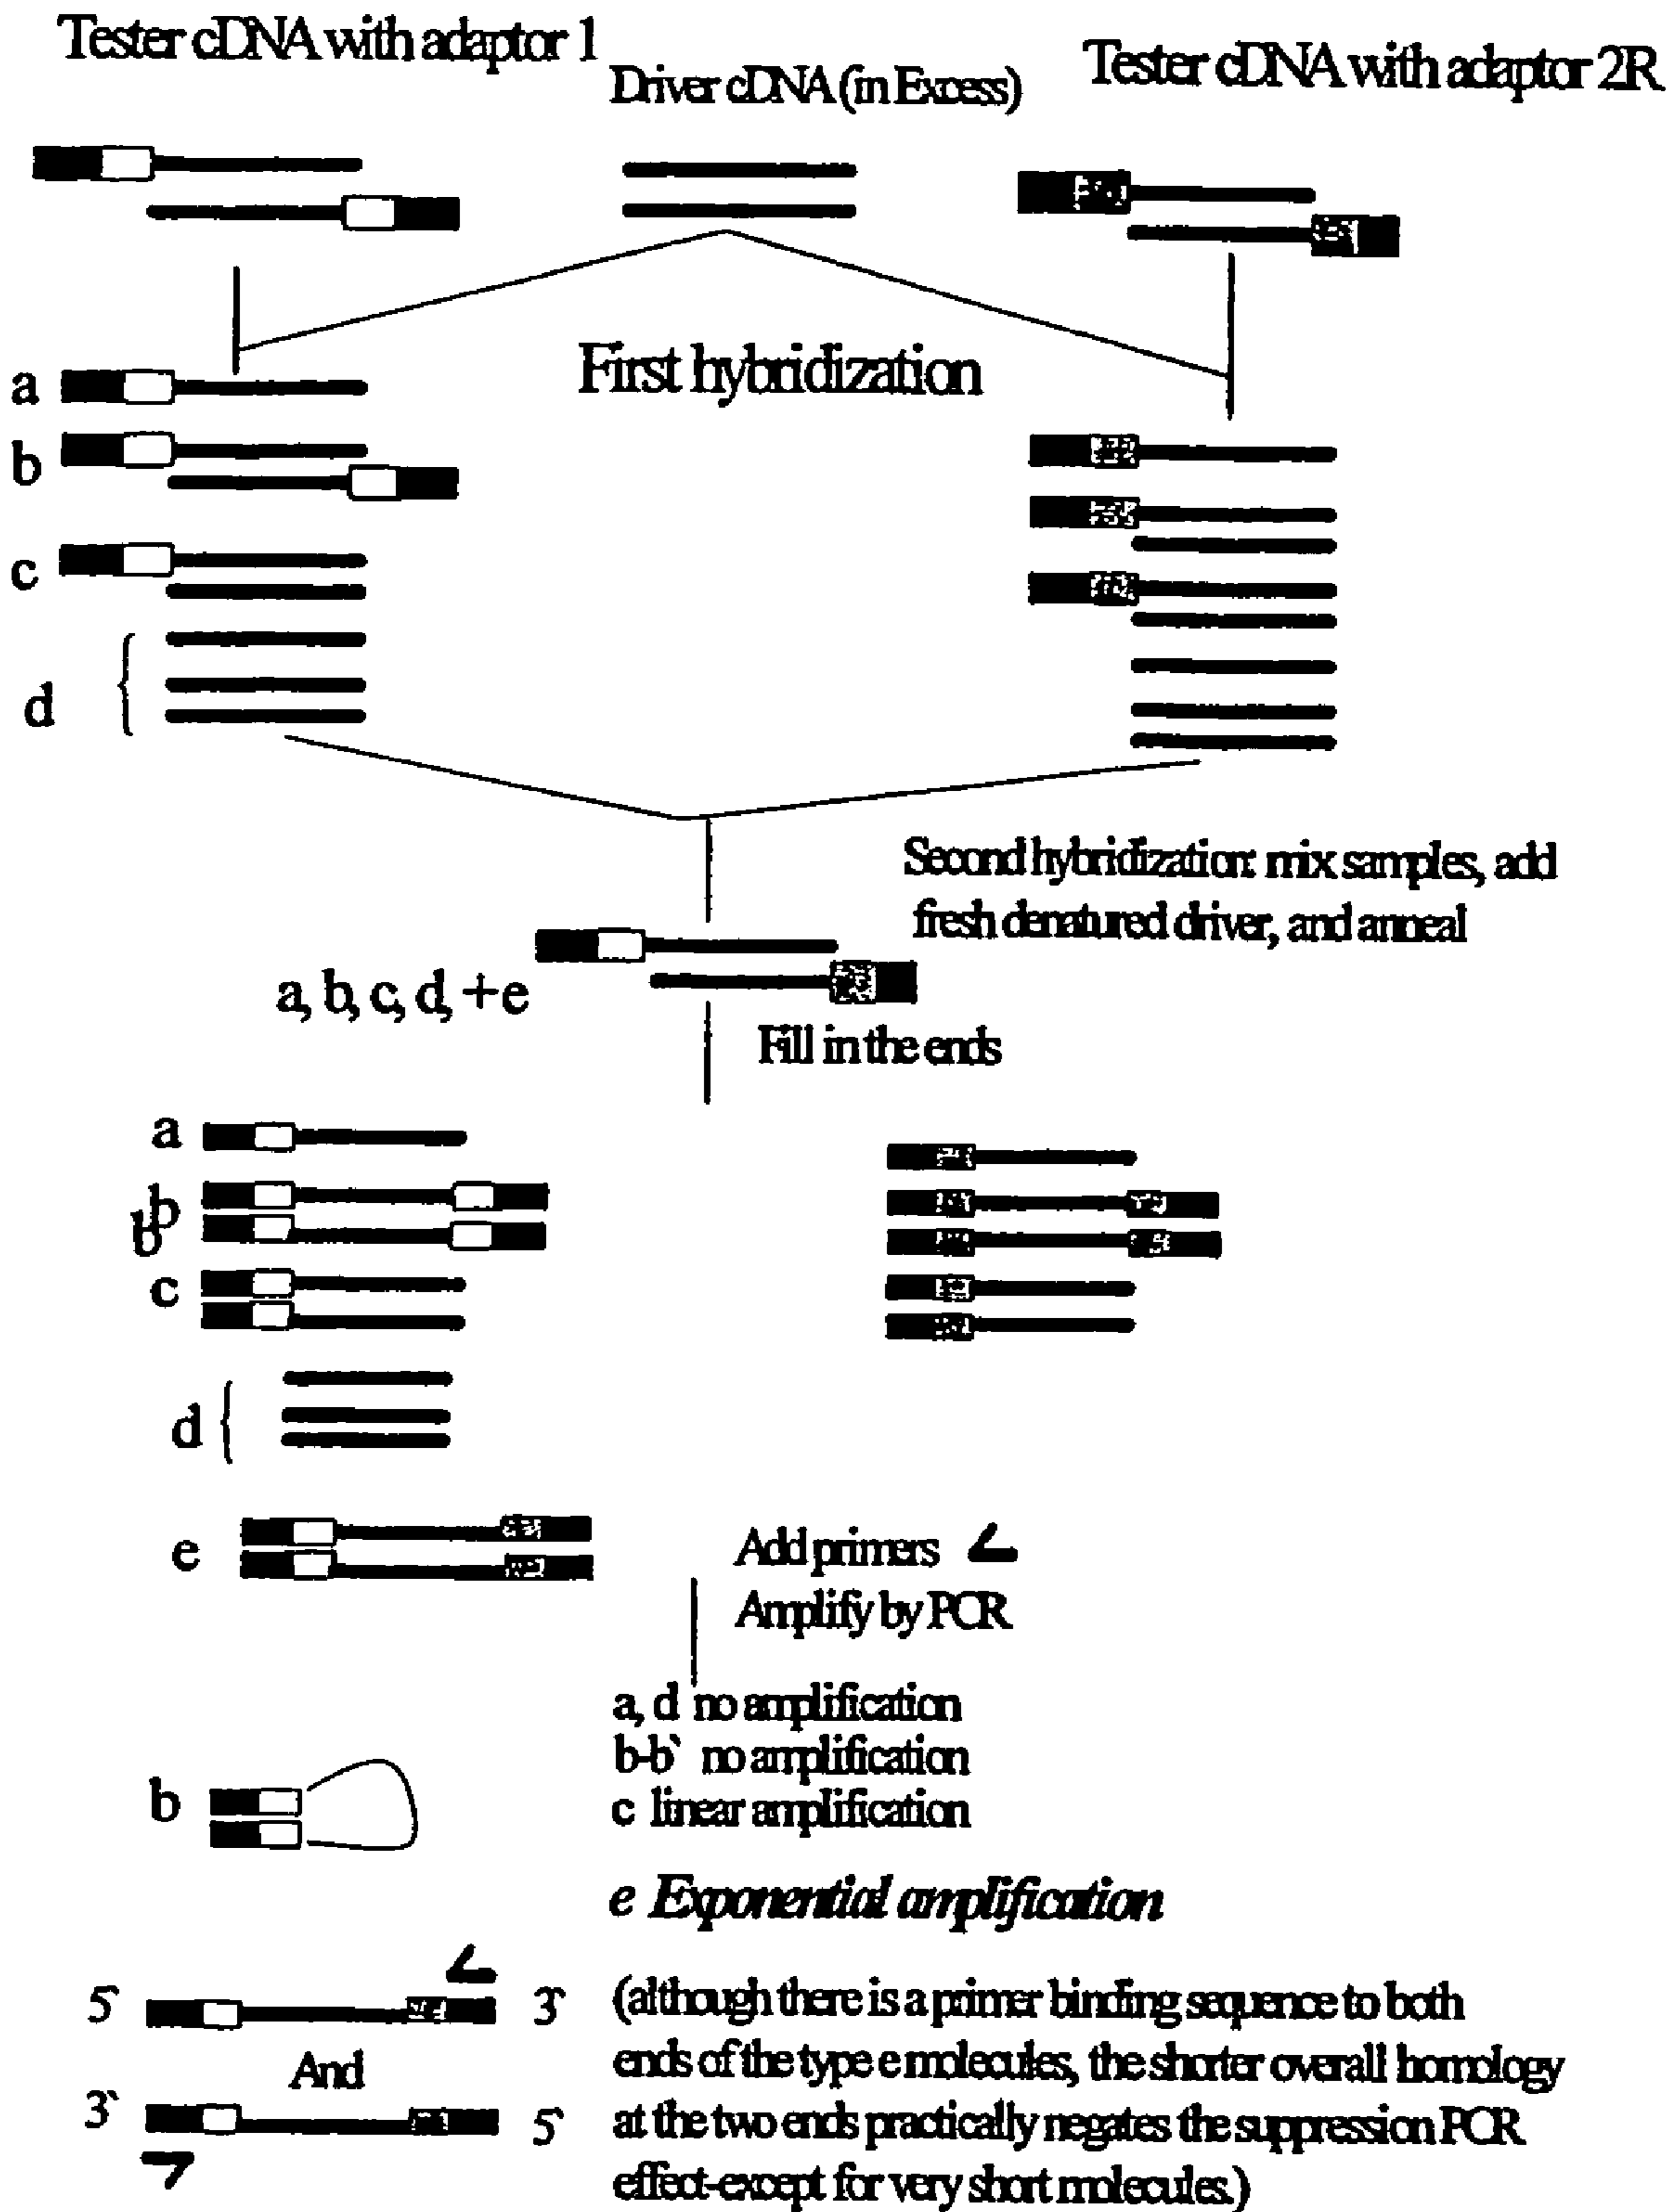 Tester cDNA with adaptor 1
Driver cDNA (in Excess)
Tester cDNA with adaptor 2R
First hybridization
a
b
c
d
Second hybridization: mix samples, add
fresh denatured driver, and anneal
a, b, c, d, +e
Fill in the ends
a
b
b
c
d
e
Add primers
Amplify by PCR
a, d no amplification
b-b` no amplification
c linear amplification
b
e Exponential amplification
5` 3`
And
3` 5`
(although there is a primer binding sequence to both
ends of the type e molecules, the shorter overall homology
at the two ends practically negates the suppression PCR
effect-except for very short molecules.)